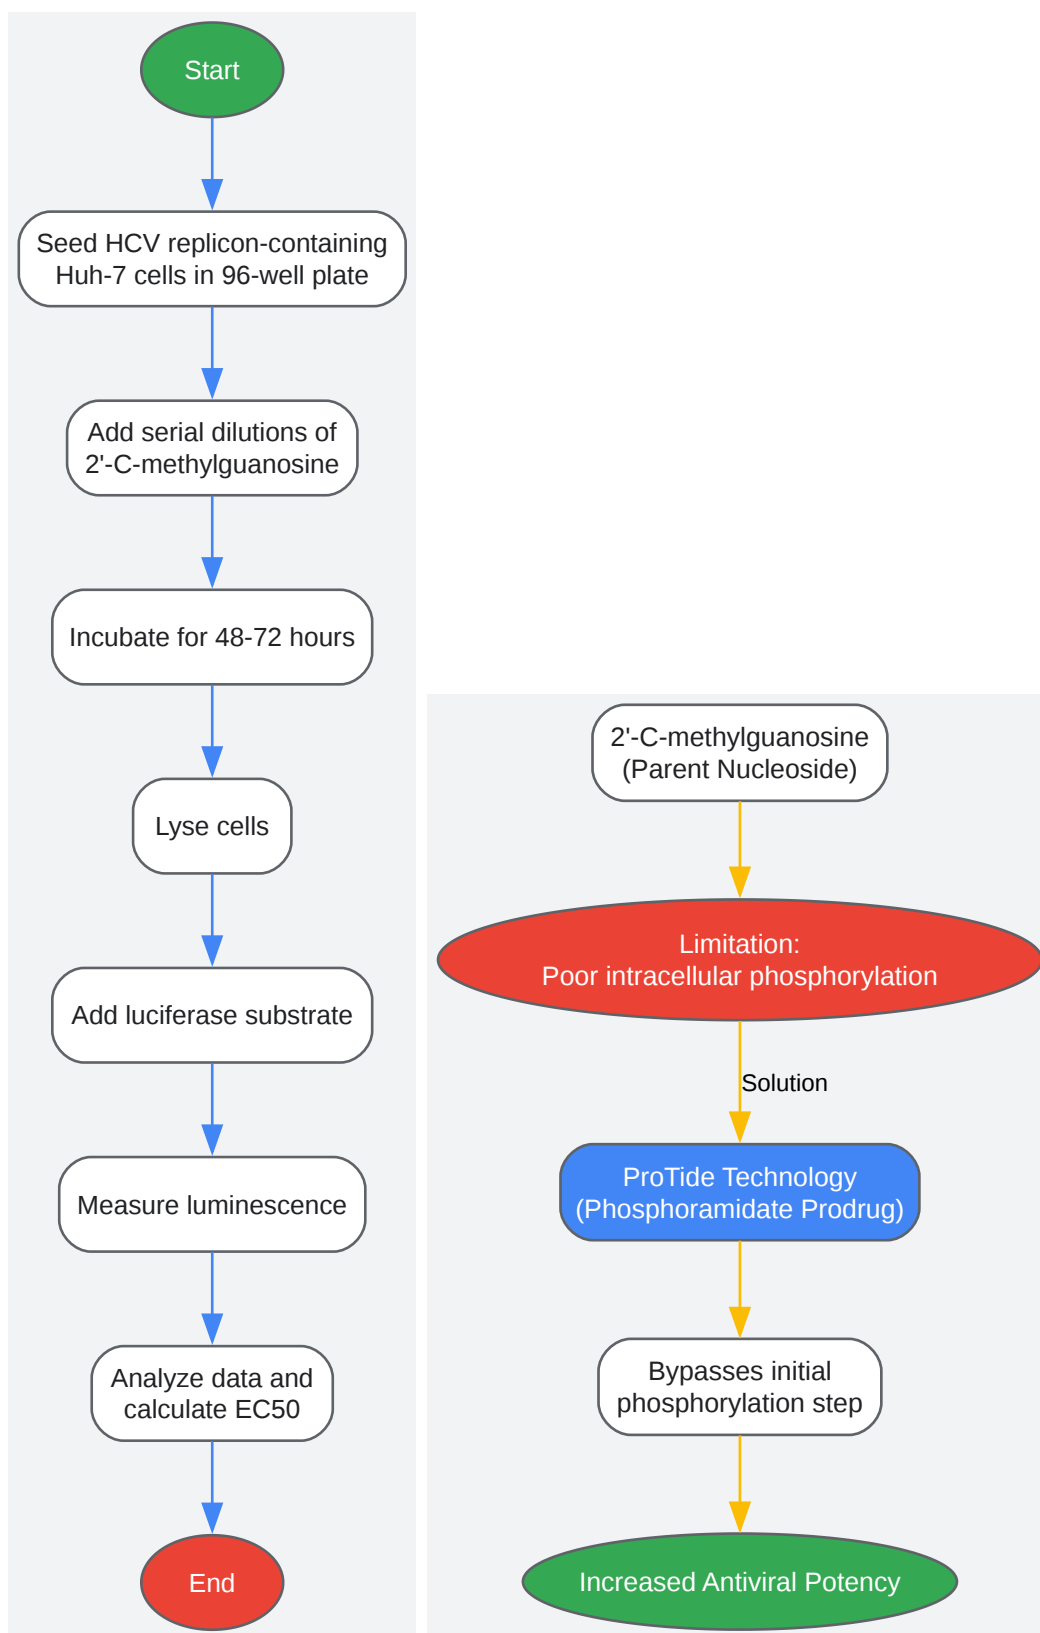 Start
Seed HCV replicon-containing
Huh-7 cells in 96-well plate
Add serial dilutions of
2'-C-methylguanosine
Incubate for 48-72 hours
Lyse cells
Add luciferase substrate
Measure luminescence
Analyze data and
calculate EC50
End
2'-C-methylguanosine
(Parent Nucleoside)
Limitation:
Poor intracellular phosphorylation
Solution
ProTide Technology
(Phosphoramidate Prodrug)
Bypasses initial
phosphorylation step
Increased Antiviral Potency